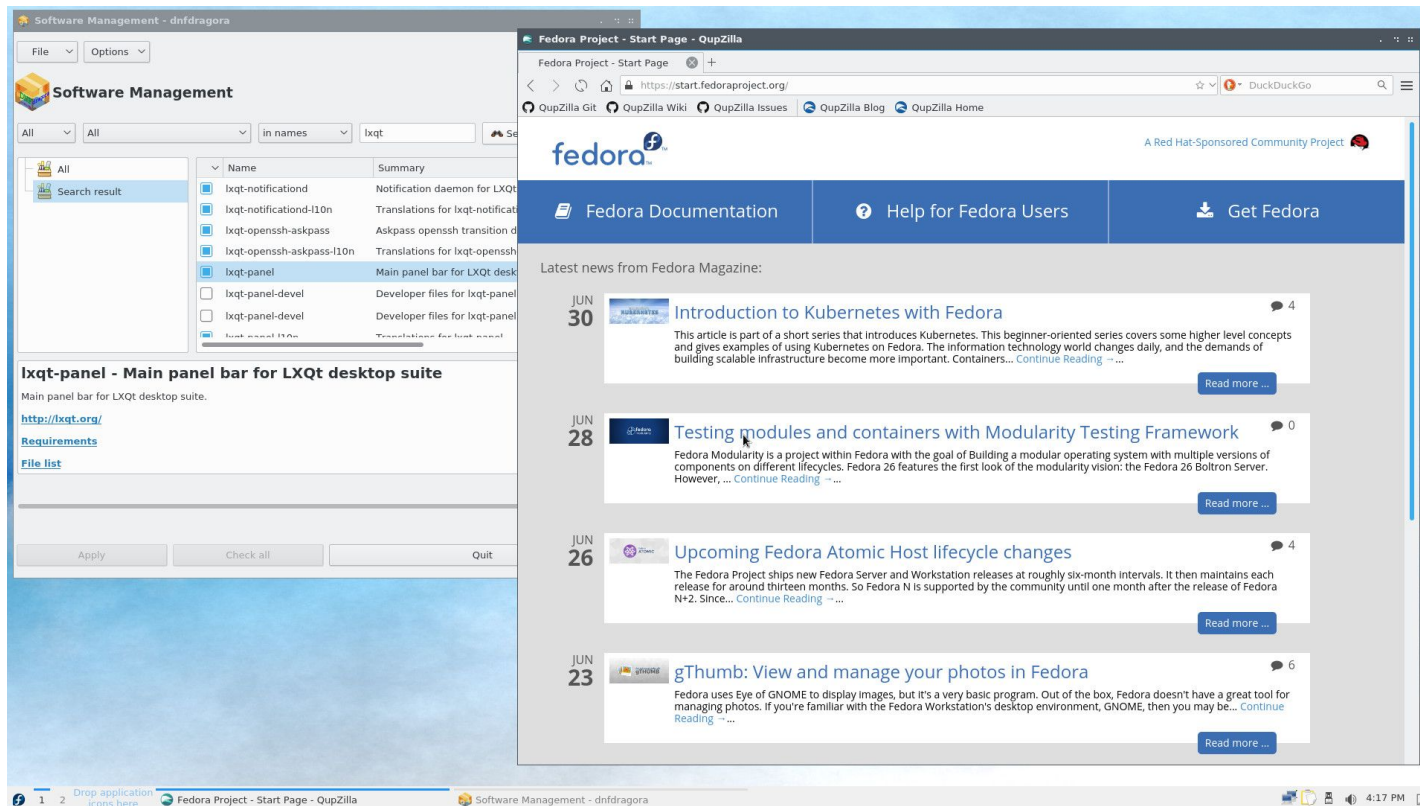 Software Management - dnfdragora
File
Options
Software Management
All
All
in names
lxqt
Se
All
Search result
Name
Summary
lxqt-notificationd
Notification daemon for LXQt
lxqt-notificationd-l10n
Translations for lxqt-notificati
lxqt-openssh-askpass
Askpass openssh transition d
lxqt-openssh-askpass-l10n
Translations for lxqt-openssh
lxqt-panel
Main panel bar for LXQt desk
lxqt-panel-devel
Developer files for lxqt-panel
lxqt-panel-devel
Developer files for lxqt-panel
lxqt-panel-l10n
Translations for lxqt-panel
lxqt-panel - Main panel bar for LXQt desktop suite
Main panel bar for LXQt desktop suite.
http://lxqt.org/
Requirements
File list
Apply
Check all
Quit
Fedora Project - Start Page - QupZilla
Fedora Project - Start Page
https://start.fedoraproject.org/
DuckDuckGo
QupZilla Git
QupZilla Wiki
QupZilla Issues
QupZilla Blog
QupZilla Home
fedora
A Red Hat-Sponsored Community Project
Fedora Documentation
Help for Fedora Users
Get Fedora
Latest news from Fedora Magazine:
JUN
30
Introduction to Kubernetes with Fedora
4
This article is part of a short series that introduces Kubernetes. This beginner-oriented series covers some higher level concepts
and gives examples of using Kubernetes on Fedora. The information technology world changes daily, and the demands of
building scalable infrastructure become more important. Containers... Continue Reading →...
Read more ...
JUN
28
Testing modules and containers with Modularity Testing Framework
0
Fedora Modularity is a project within Fedora with the goal of Building a modular operating system with multiple versions of
components on different lifecycles. Fedora 26 features the first look of the modularity vision: the Fedora 26 Boltron Server.
However, ... Continue Reading →...
Read more ...
JUN
26
Upcoming Fedora Atomic Host lifecycle changes
4
The Fedora Project ships new Fedora Server and Workstation releases at roughly six-month intervals. It then maintains each
release for around thirteen months. So Fedora N is supported by the community until one month after the release of Fedora
N+2. Since... Continue Reading →...
Read more ...
JUN
23
gThumb: View and manage your photos in Fedora
6
Fedora uses Eye of GNOME to display images, but it's a very basic program. Out of the box, Fedora doesn't have a great tool for
managing photos. If you're familiar with the Fedora Workstation's desktop environment, GNOME, then you may be... Continue
Reading →...
Read more ...
1
2
Drop application
icons here
Fedora Project - Start Page - QupZilla
Software Management - dnfdragora
4:17 PM